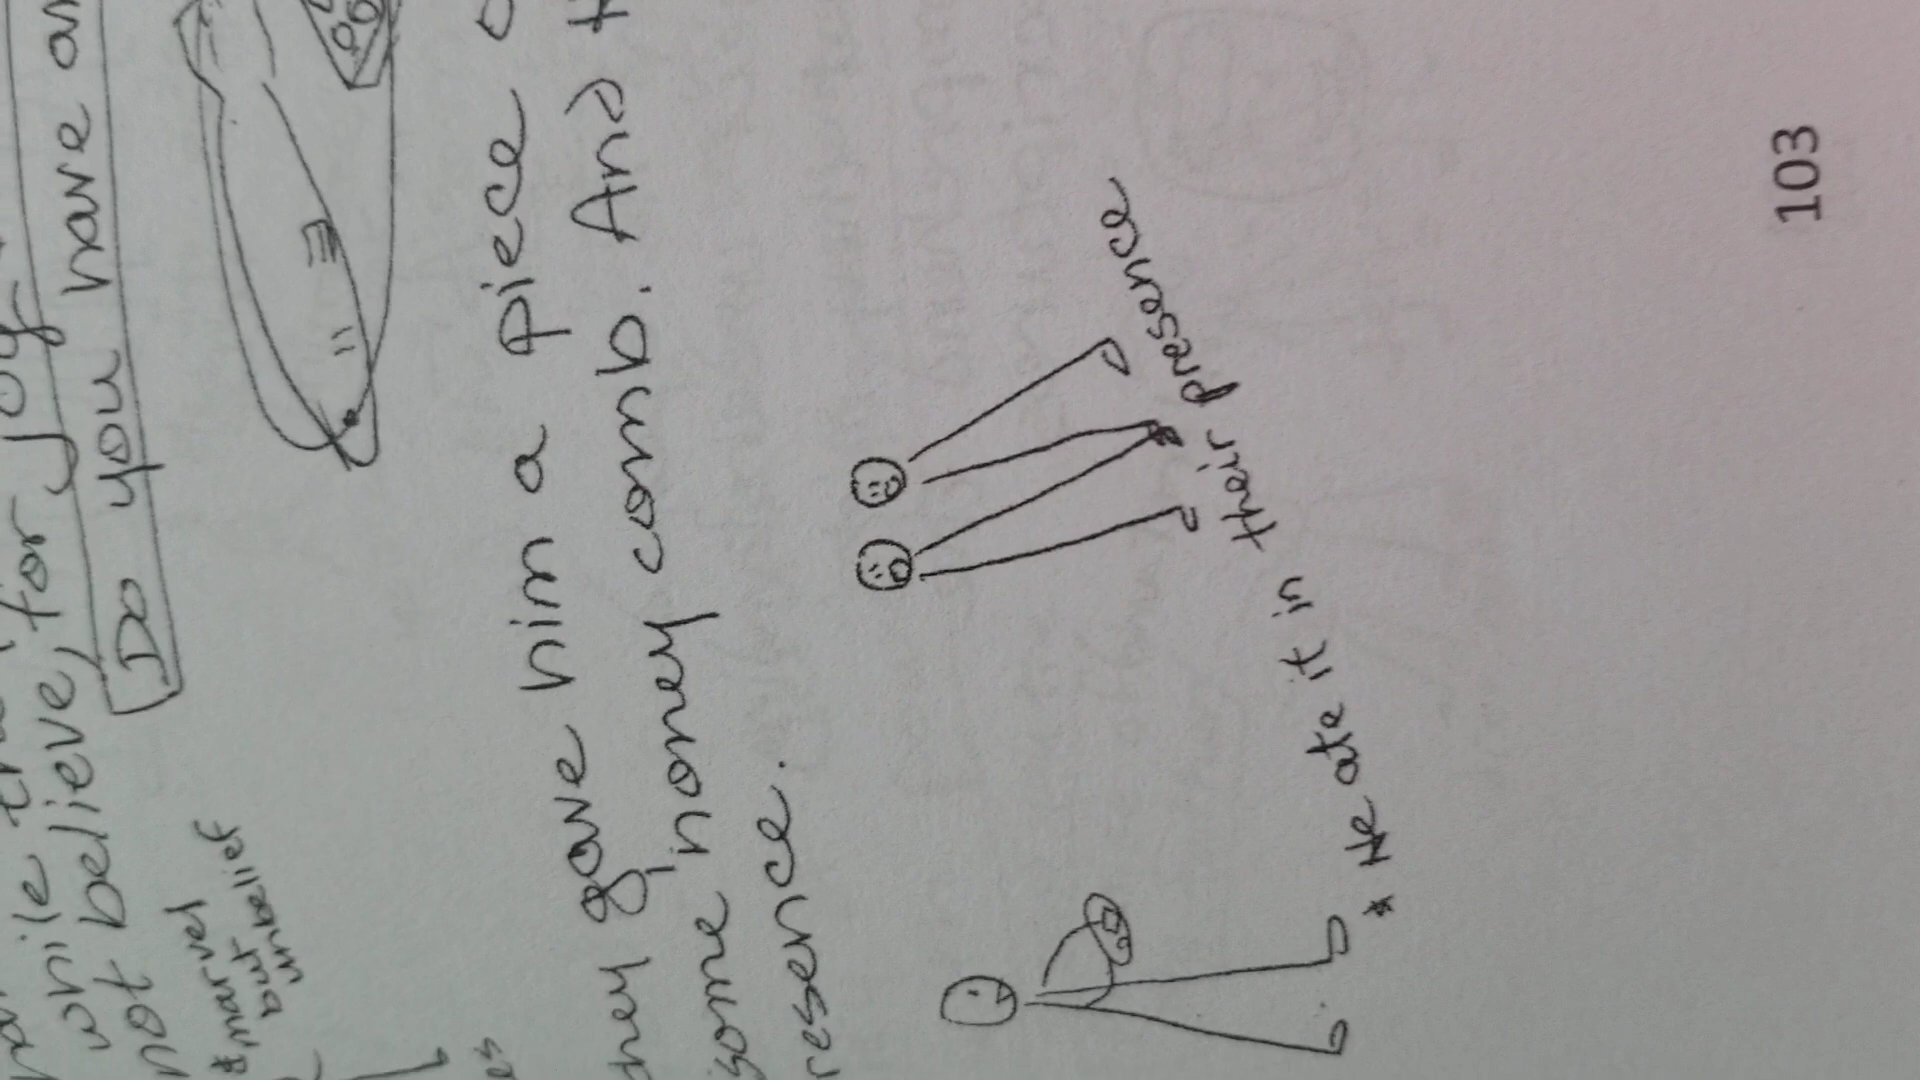 while the
not believe, for joy
Do you have an
* marvel
but
unbelief
gave him a piece
some honey comb. And
resence.
* He ate it in their presence
103